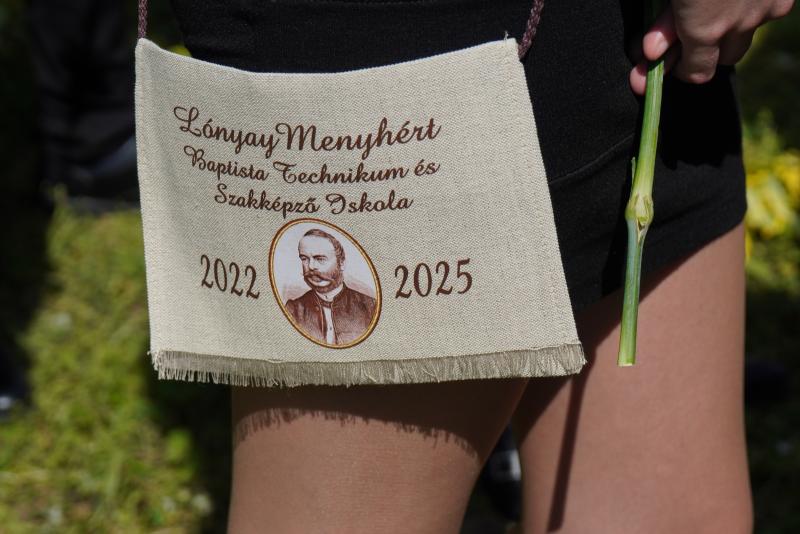 Lónyay Menyhért
Baptista Technikum és
Szakképző Iskola
2022 2025